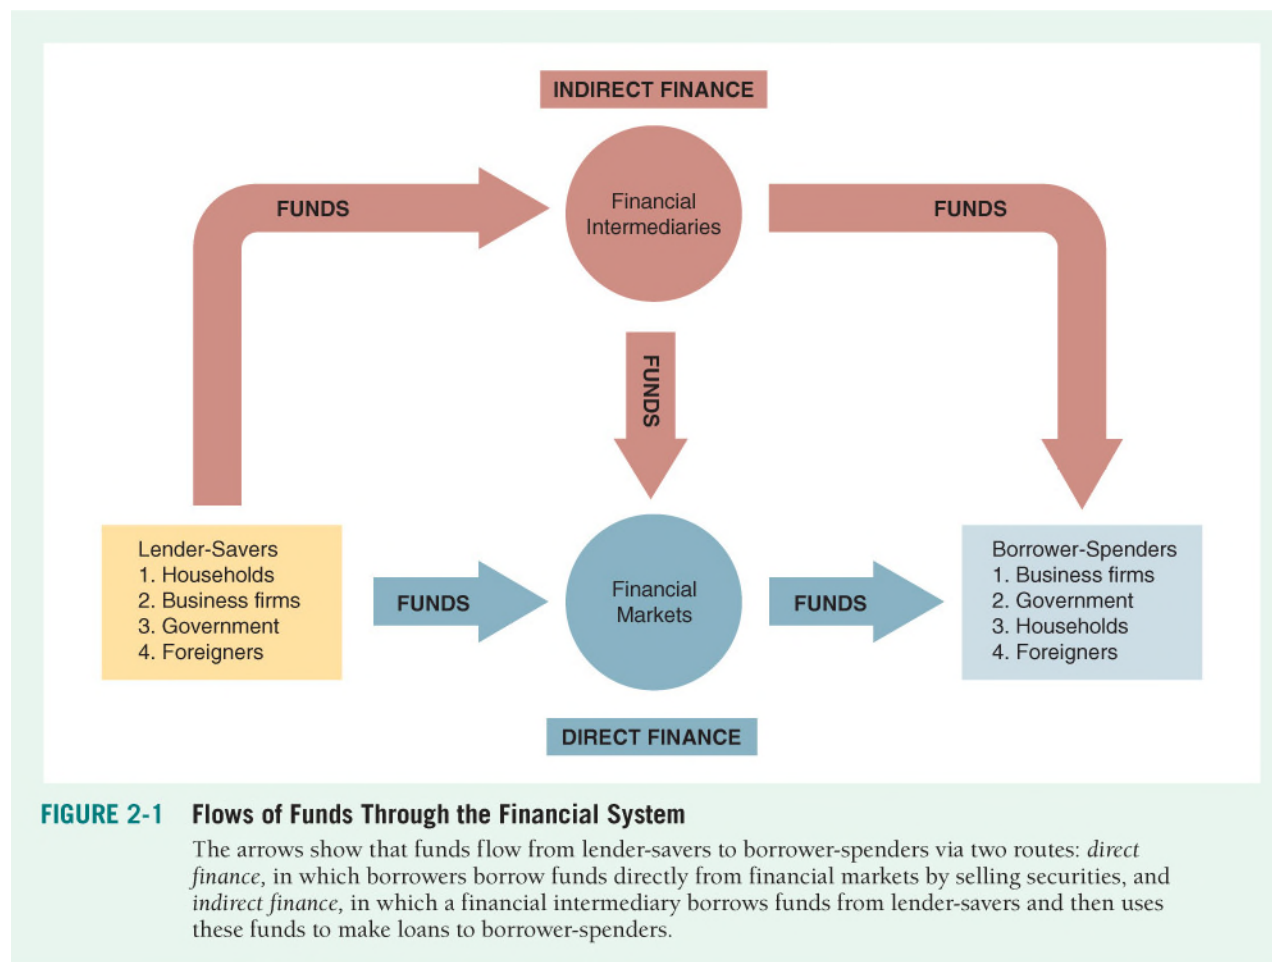 INDIRECT FINANCE
FUNDS
Financial
Intermediaries
FUNDS
FUNDS
Lender-Savers
1. Households
2. Business firms
3. Government
4. Foreigners
FUNDS
Financial
Markets
FUNDS
Borrower-Spenders
1. Business firms
2. Government
3. Households
4. Foreigners
DIRECT FINANCE
FIGURE 2-1 Flows of Funds Through the Financial System
The arrows show that funds flow from lender-savers to borrower-spenders via two routes: direct
finance, in which borrowers borrow funds directly from financial markets by selling securities, and
indirect finance, in which a financial intermediary borrows funds from lender-savers and then uses
these funds to make loans to borrower-spenders.